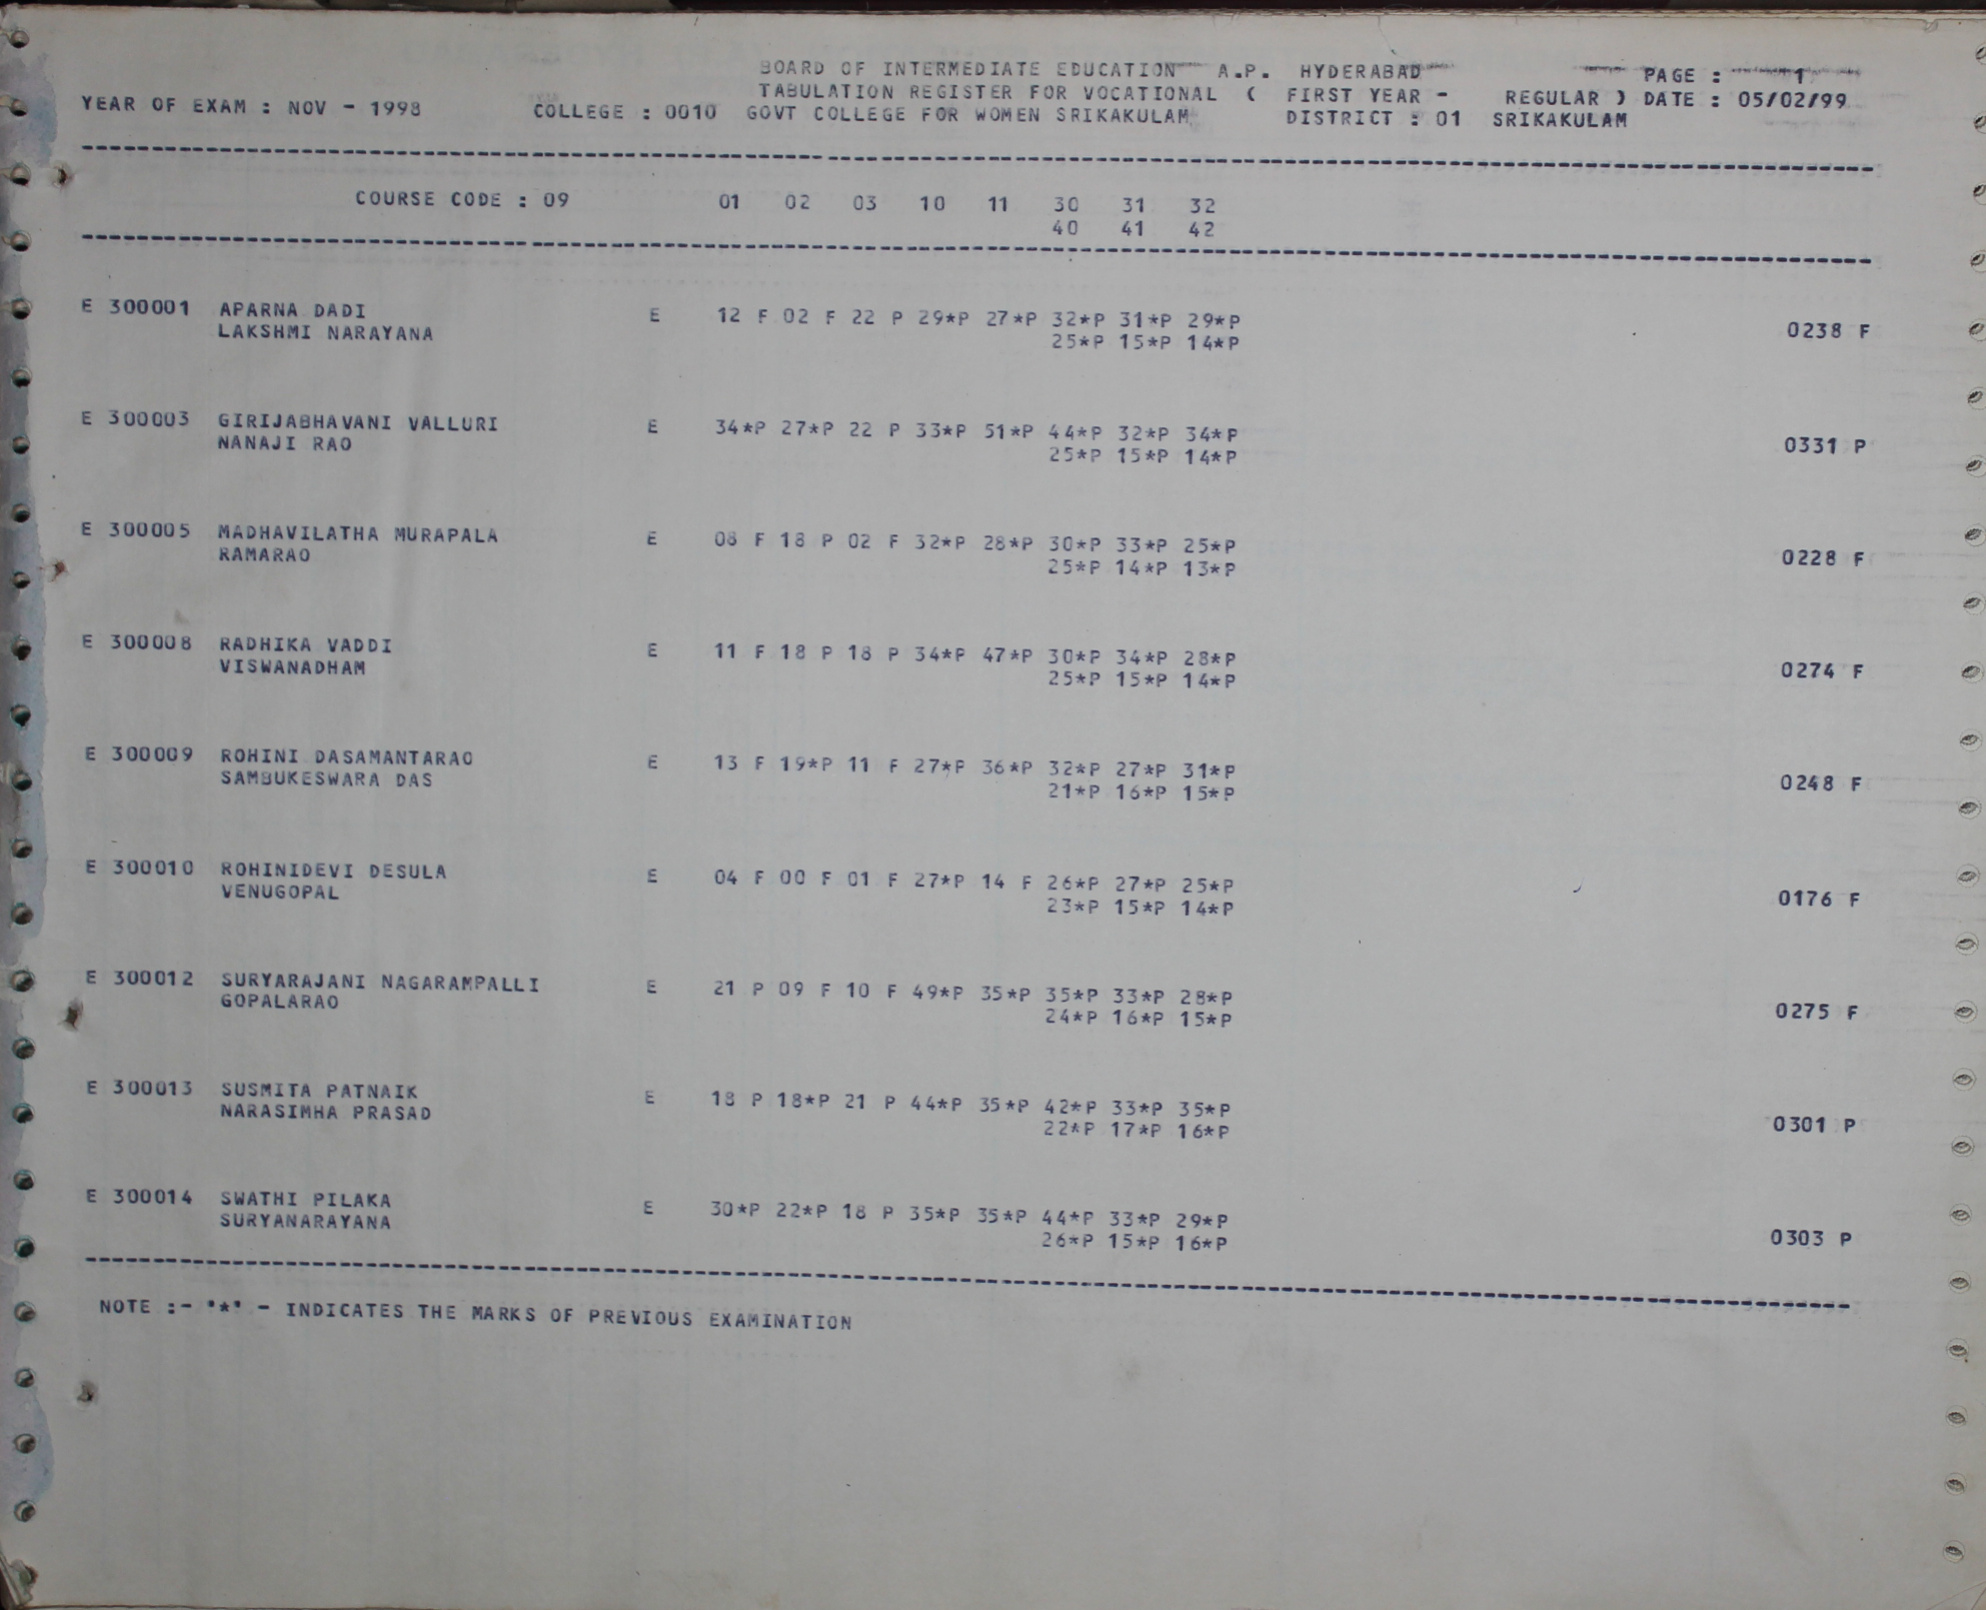 BOARD OF INTERMEDIATE EDUCATION A.P. HYDERABAD PAGE : 1
TABULATION REGISTER FOR VOCATIONAL ( FIRST YEAR - REGULAR ) DATE : 05/02/99
YEAR OF EXAM : NOV - 1998 COLLEGE : 0010 GOVT COLLEGE FOR WOMEN SRIKAKULAM DISTRICT : 01 SRIKAKULAM
COURSE CODE : 09 01 02 03 10 11 30 31 32
40 41 42
E 300001 APARNA DADI E 12 F 02 F 22 P 29*P 27*P 32*P 31*P 29*P
LAKSHMI NARAYANA 25*P 15*P 14*P 0238 F
E 300003 GIRIJABHAVANI VALLURI E 34*P 27*P 22 P 33*P 51*P 44*P 32*P 34*P
NANAJI RAO 25*P 15*P 14*P 0331 P
E 300005 MADHAVILATHA MURAPALA E 08 F 18 P 02 F 32*P 28*P 30*P 33*P 25*P
RAMARAO 25*P 14*P 13*P 0228 F
E 300008 RADHIKA VADDI E 11 F 18 P 18 P 34*P 47*P 30*P 34*P 28*P
VISWANADHAM 25*P 15*P 14*P 0274 F
E 300009 ROHINI DASAMANTARAO E 13 F 19*P 11 F 27*P 36*P 32*P 27*P 31*P
SAMBUKESWARA DAS 21*P 16*P 15*P 0248 F
E 300010 ROHINIDEVI DESULA E 04 F 00 F 01 F 27*P 14 F 26*P 27*P 25*P
VENUGOPAL 23*P 15*P 14*P 0176 F
E 300012 SURYARAJANI NAGARAMPALLI E 21 P 09 F 10 F 49*P 35*P 35*P 33*P 28*P
GOPALARAO 24*P 16*P 15*P 0275 F
E 300013 SUSMITA PATNAIK E 18 P 18*P 21 P 44*P 35*P 42*P 33*P 35*P
NARASIMHA PRASAD 22*P 17*P 16*P 0301 P
E 300014 SWATHI PILAKA E 30*P 22*P 18 P 35*P 35*P 44*P 33*P 29*P
SURYANARAYANA 26*P 15*P 16*P 0303 P
NOTE :- '*' - INDICATES THE MARKS OF PREVIOUS EXAMINATION